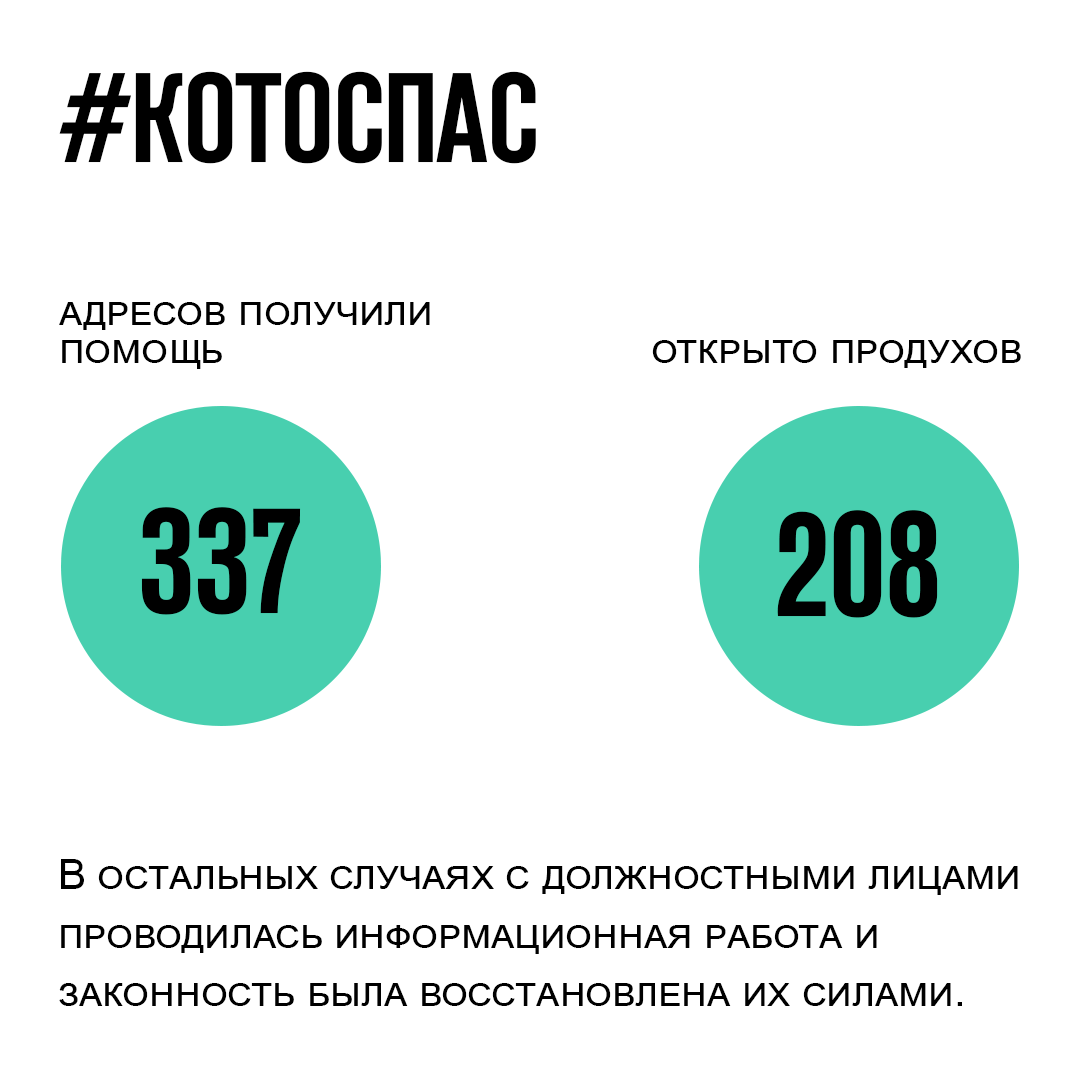 #КОТОСПАС
АДРЕСОВ ПОЛУЧИЛИ
ПОМОЩЬ
ОТКРЫТО ПРОДУХОВ
337
208
В ОСТАЛЬНЫХ СЛУЧАЯХ С ДОЛЖНОСТНЫМИ ЛИЦАМИ
ПРОВОДИЛАСЬ ИНФОРМАЦИОННАЯ РАБОТА И
ЗАКОННОСТЬ БЫЛА ВОССТАНОВЛЕНА ИХ СИЛАМИ.